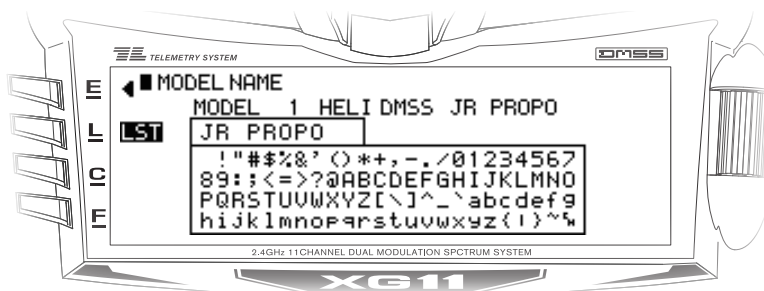 TELEMETRY SYSTEM
DMSS
E
MODEL NAME
MODEL 1 HELI DMSS JR PROPO
L
LST
JR PROPO
!"#$%&'()*+,-./01234567
C
89:;<=>?@ABCDEFGHIJKLMNO
PQRSTUVWXYZ[\]^_`abcdefg
F
hijklmnopqrstuvwxyz{|}~
2.4GHz 11CHANNEL DUAL MODULATION SPCTRUM SYSTEM
XG11